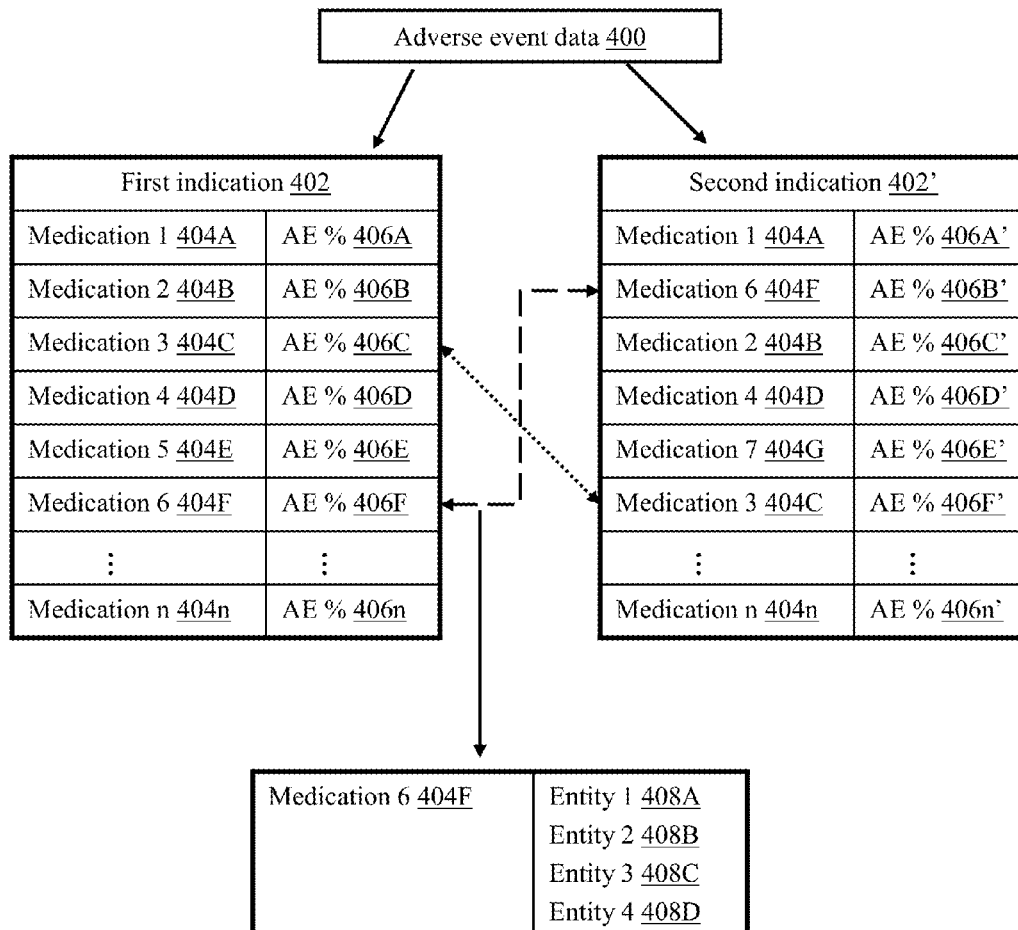 Adverse event data 400
First indication 402
Medication 1 404A AE % 406A
Medication 2 404B AE % 406B
Medication 3 404C AE % 406C
Medication 4 404D AE % 406D
Medication 5 404E AE % 406E
Medication 6 404F AE % 406F
⋮ ⋮
Medication n 404n AE % 406n
Second indication 402’
Medication 1 404A AE % 406A’
Medication 6 404F AE % 406B’
Medication 2 404B AE % 406C’
Medication 4 404D AE % 406D’
Medication 7 404G AE % 406E’
Medication 3 404C AE % 406F’
⋮ ⋮
Medication n 404n AE % 406n’
Medication 6 404F Entity 1 408A
Entity 2 408B
Entity 3 408C
Entity 4 408D